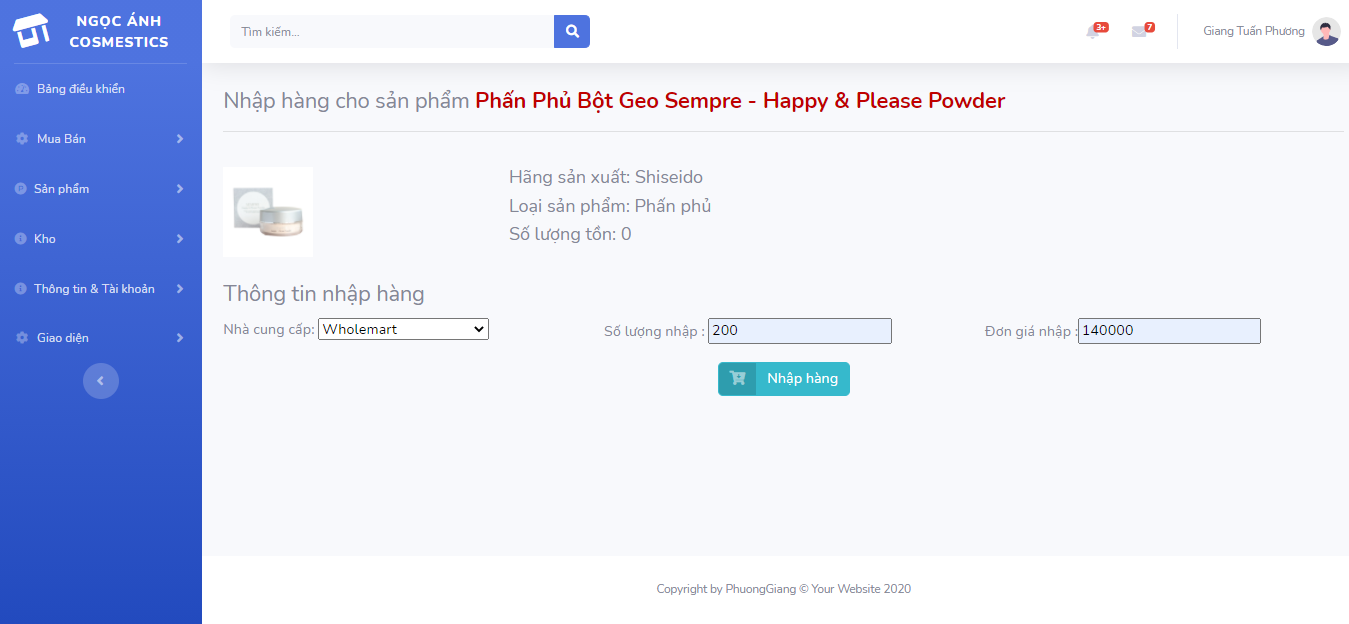 NGỌC ÁNH
COSMESTICS
Bảng điều khiển
Mua Bán
Sản phẩm
Kho
Thông tin & Tài khoản
Giao diện
Tìm kiếm...
3+
7
Giang Tuấn Phương
Nhập hàng cho sản phẩm Phấn Phủ Bột Geo Sempre - Happy & Please Powder
Hãng sản xuất: Shiseido
Loại sản phẩm: Phấn phủ
Số lượng tồn: 0
Thông tin nhập hàng
Nhà cung cấp: Wholemart
Số lượng nhập : 200
Đơn giá nhập : 140000
Nhập hàng
Copyright by PhuongGiang © Your Website 2020